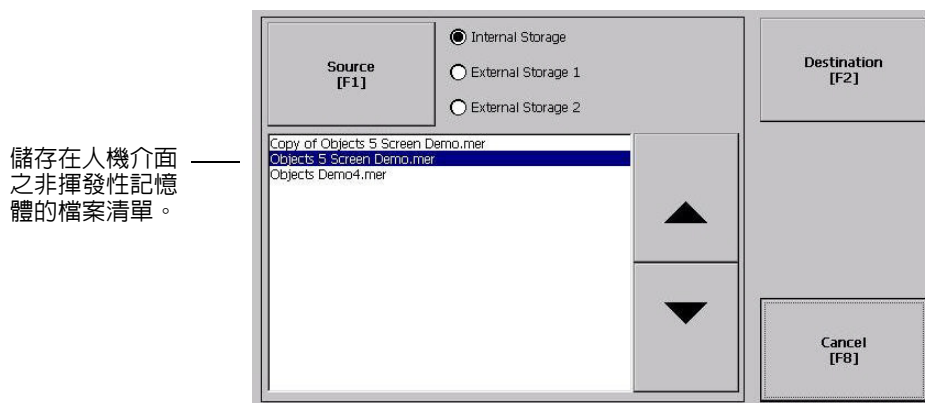 儲存在人機介面
之非揮發性記憶
體的檔案清單。
Source
[F1]
Internal Storage
External Storage 1
External Storage 2
Destination
[F2]
Copy of Objects 5 Screen Demo.mer
Objects 5 Screen Demo.mer
Objects Demo4.mer
Cancel
[F8]